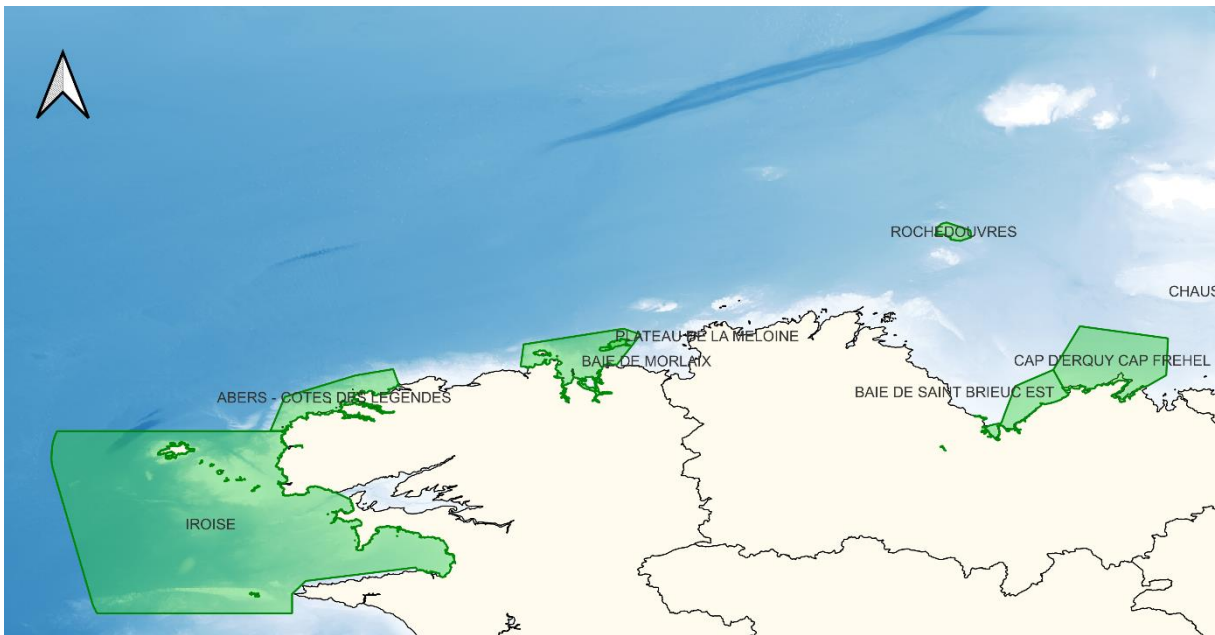 ROCHEDOUVRES
CHAUS
PLATEAU DE LA MELOINE
BAIE DE MORLAIX
CAP D'ERQUY CAP FREHEL
BAIE DE SAINT BRIEUC EST
ABERS - COTES DES LEGENDES
IROISE